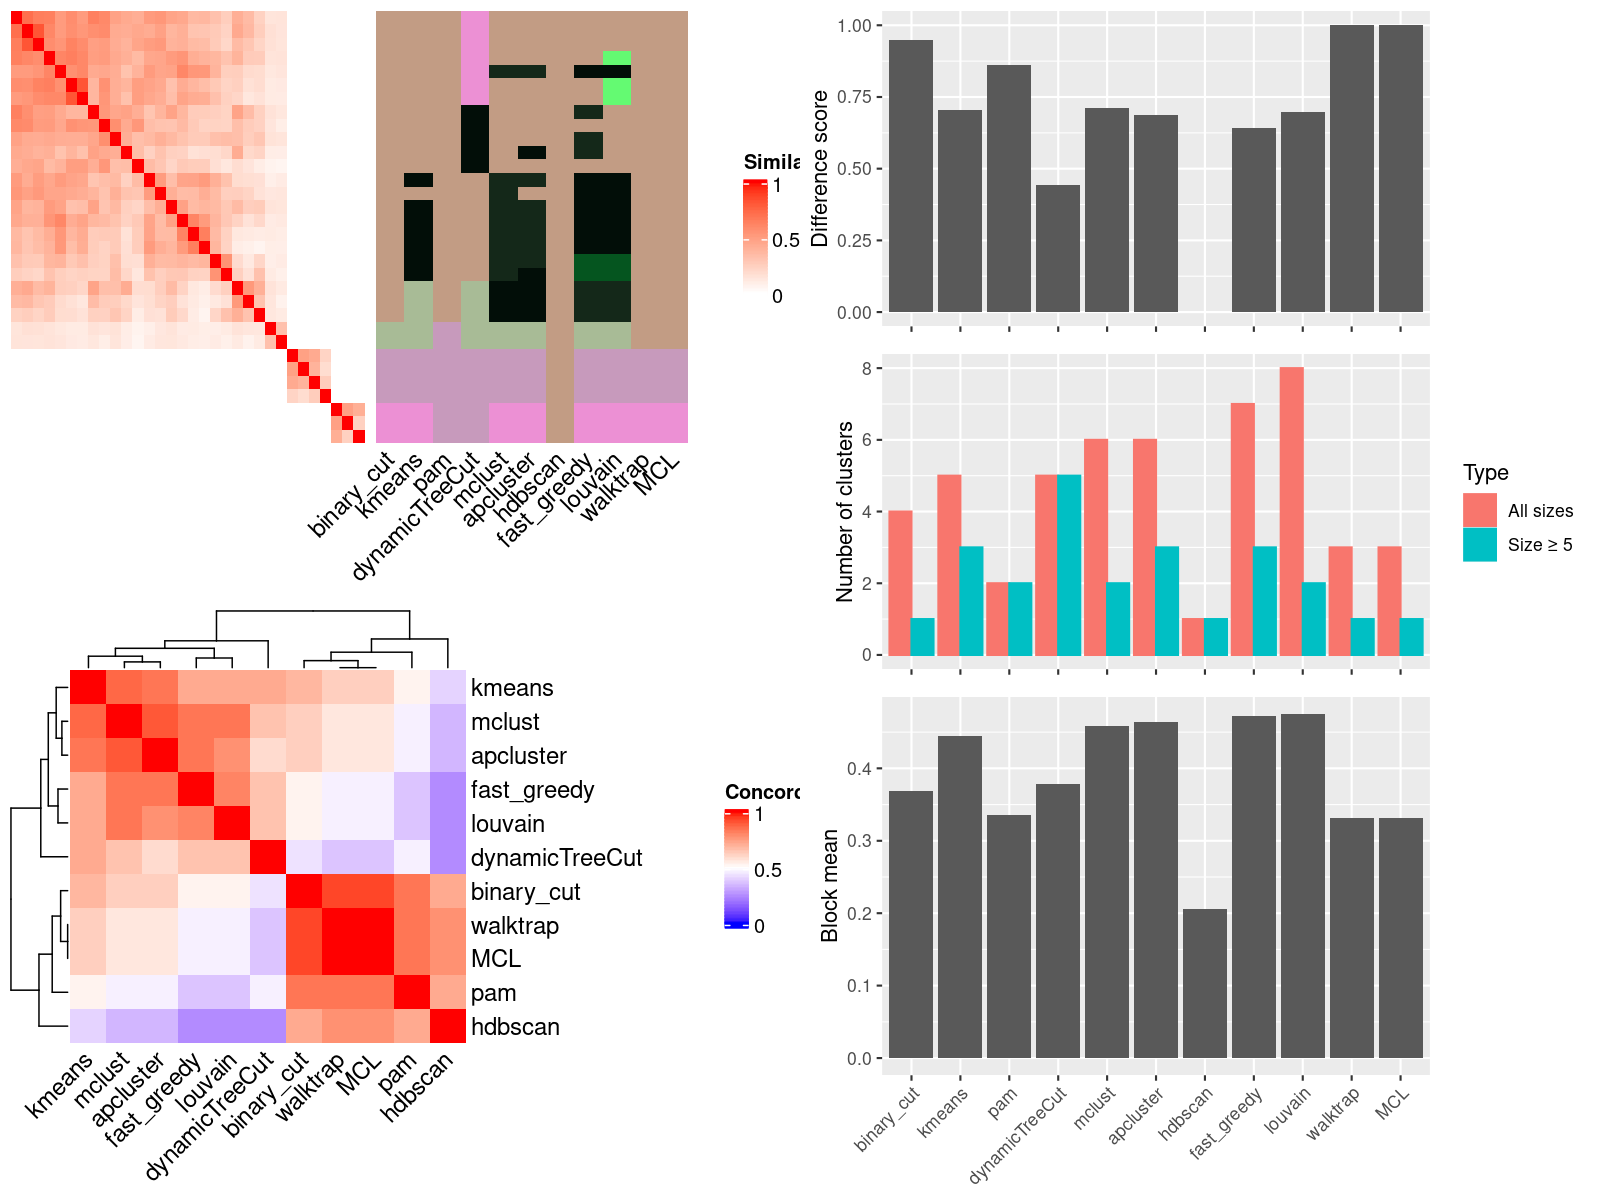 Simila
1
0.5
0
binary_cut
kmeans
pam
dynamicTreeCut
mclust
apcluster
hdbscan
fast_greedy
louvain
walktrap
MCL
kmeans
mclust
apcluster
fast_greedy
louvain
dynamicTreeCut
binary_cut
walktrap
MCL
pam
hdbscan
kmeans
mclust
apcluster
fast_greedy
louvain
dynamicTreeCut
binary_cut
walktrap
MCL
pam
hdbscan
Concorc
1
0.5
0
Difference score
1.00
0.75
0.50
0.25
0.00
Number of clusters
8
6
4
2
0
Type
All sizes
Size ≥ 5
Block mean
0.4
0.3
0.2
0.1
0.0
binary_cut
kmeans
pam
dynamicTreeCut
mclust
apcluster
hdbscan
fast_greedy
louvain
walktrap
MCL